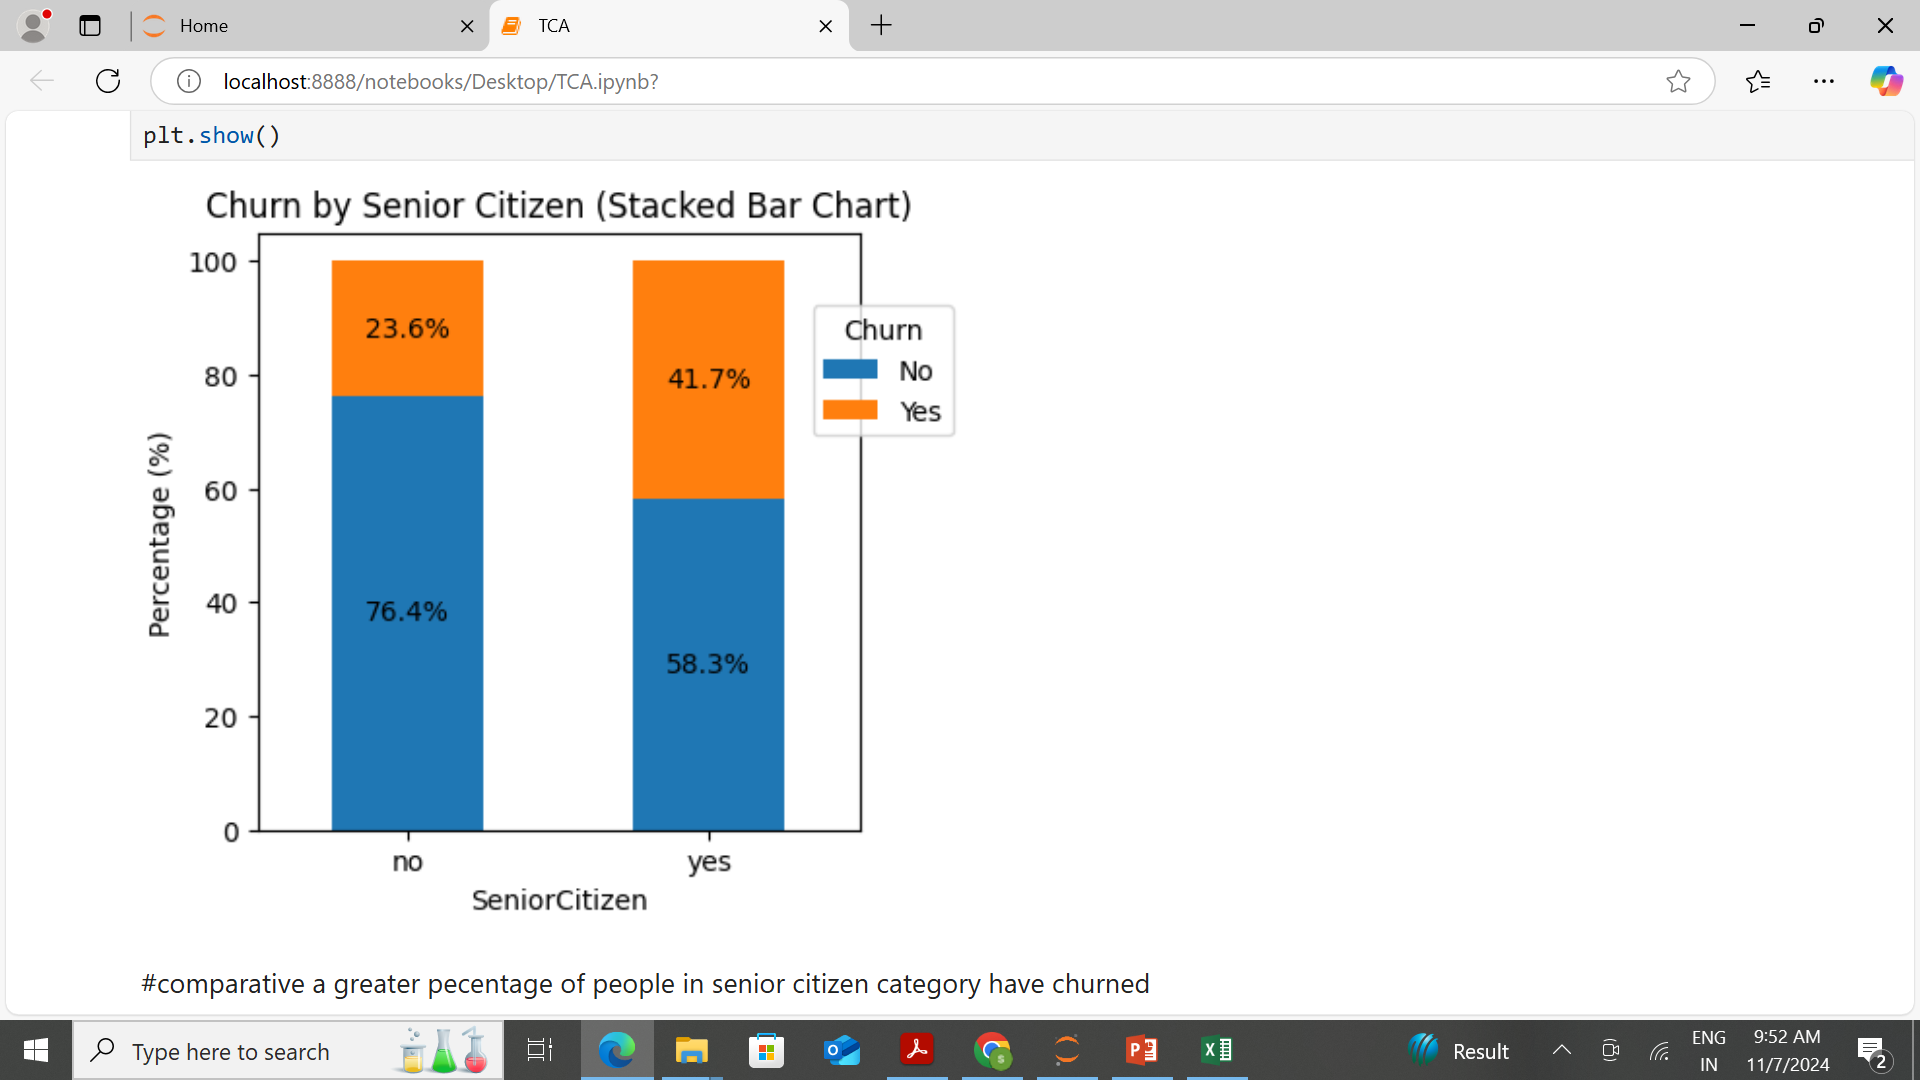 Home
TCA
localhost:8888/notebooks/Desktop/TCA.ipynb?
plt.show()
Churn by Senior Citizen (Stacked Bar Chart)
100
80
60
40
20
0
Percentage (%)
23.6%
76.4%
41.7%
58.3%
Churn
No
Yes
no
yes
SeniorCitizen
#comparative a greater pecentage of people in senior citizen category have churned
Type here to search
Result
ENG
IN
9:52 AM
11/7/2024
2